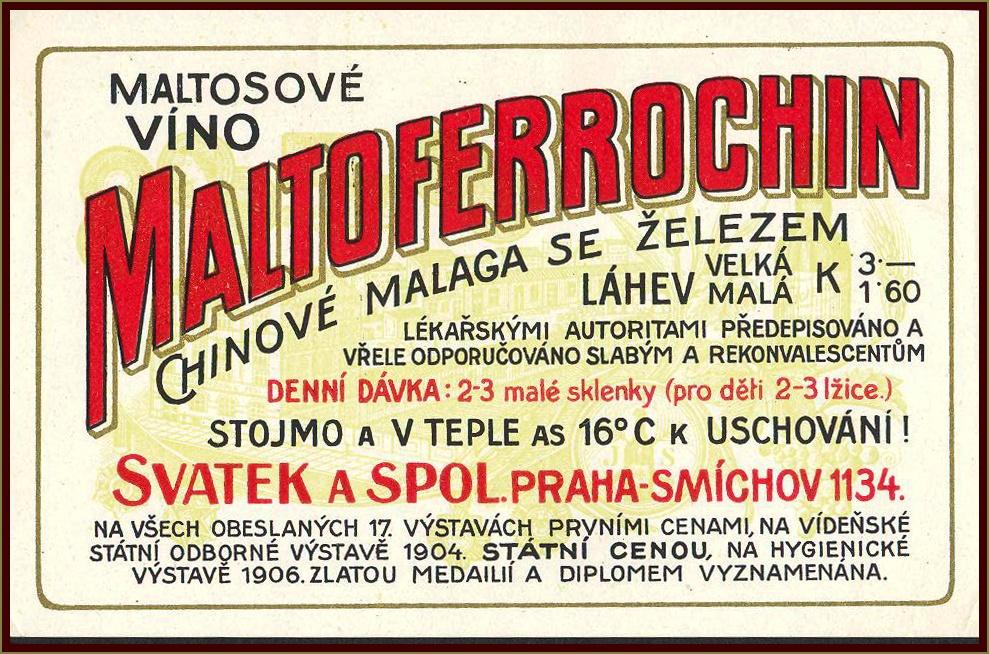 MALTOSOVÉ
VÍNO
MALTOFERROCHIN
CHINOVÉ MALAGA SE ŽELEZEM
LÁHEV VELKÁ K 3·—
MALÁ 1·60
LÉKAŘSKÝMI AUTORITAMI PŘEDEPISOVÁNO A
VŘELE ODPORUČOVÁNO SLABÝM A REKONVALESCENTŮM
DENNÍ DÁVKA: 2-3 malé sklenky (pro děti 2-3 lžice.)
STOJMO A V TEPLE AS 16° C K USCHOVÁNÍ!
SVATEK A SPOL. PRAHA-SMÍCHOV 1134.
NA VŠECH OBESLANÝCH 17. VÝSTAVÁCH PRVNÍMI CENAMI, NA VÍDEŇSKÉ
STÁTNÍ ODBORNÉ VÝSTAVĚ 1904. STÁTNÍ CENOU, NA HYGIENICKÉ
VÝSTAVĚ 1906. ZLATOU MEDAILIÍ A DIPLOMEM VYZNAMENÁNA.